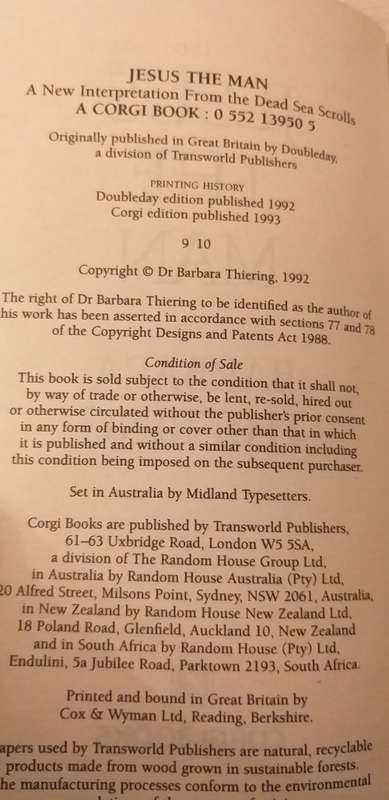 JESUS THE MAN
A New Interpretation From the Dead Sea Scrolls
A CORGI BOOK : 0 552 13950 5
Originally published in Great Britain by Doubleday,
a division of Transworld Publishers
PRINTING HISTORY
Doubleday edition published 1992
Corgi edition published 1993
9 10
Copyright © Dr Barbara Thiering, 1992
The right of Dr Barbara Thiering to be identified as the author of
his work has been asserted in accordance with sections 77 and 78
of the Copyright Designs and Patents Act 1988.
Condition of Sale
This book is sold subject to the condition that it shall not,
by way of trade or otherwise, be lent, re-sold, hired out
or otherwise circulated without the publisher's prior consent
in any form of binding or cover other than that in which
it is published and without a similar condition including
this condition being imposed on the subsequent purchaser.
Set in Australia by Midland Typesetters.
Corgi Books are published by Transworld Publishers,
61–63 Uxbridge Road, London W5 5SA,
a division of The Random House Group Ltd,
in Australia by Random House Australia (Pty) Ltd,
20 Alfred Street, Milsons Point, Sydney, NSW 2061, Australia,
in New Zealand by Random House New Zealand Ltd,
18 Poland Road, Glenfield, Auckland 10, New Zealand
and in South Africa by Random House (Pty) Ltd,
Endulini, 5a Jubilee Road, Parktown 2193, South Africa.
Printed and bound in Great Britain by
Cox & Wyman Ltd, Reading, Berkshire.
apers used by Transworld Publishers are natural, recyclable
products made from wood grown in sustainable forests.
he manufacturing processes conform to the environmental